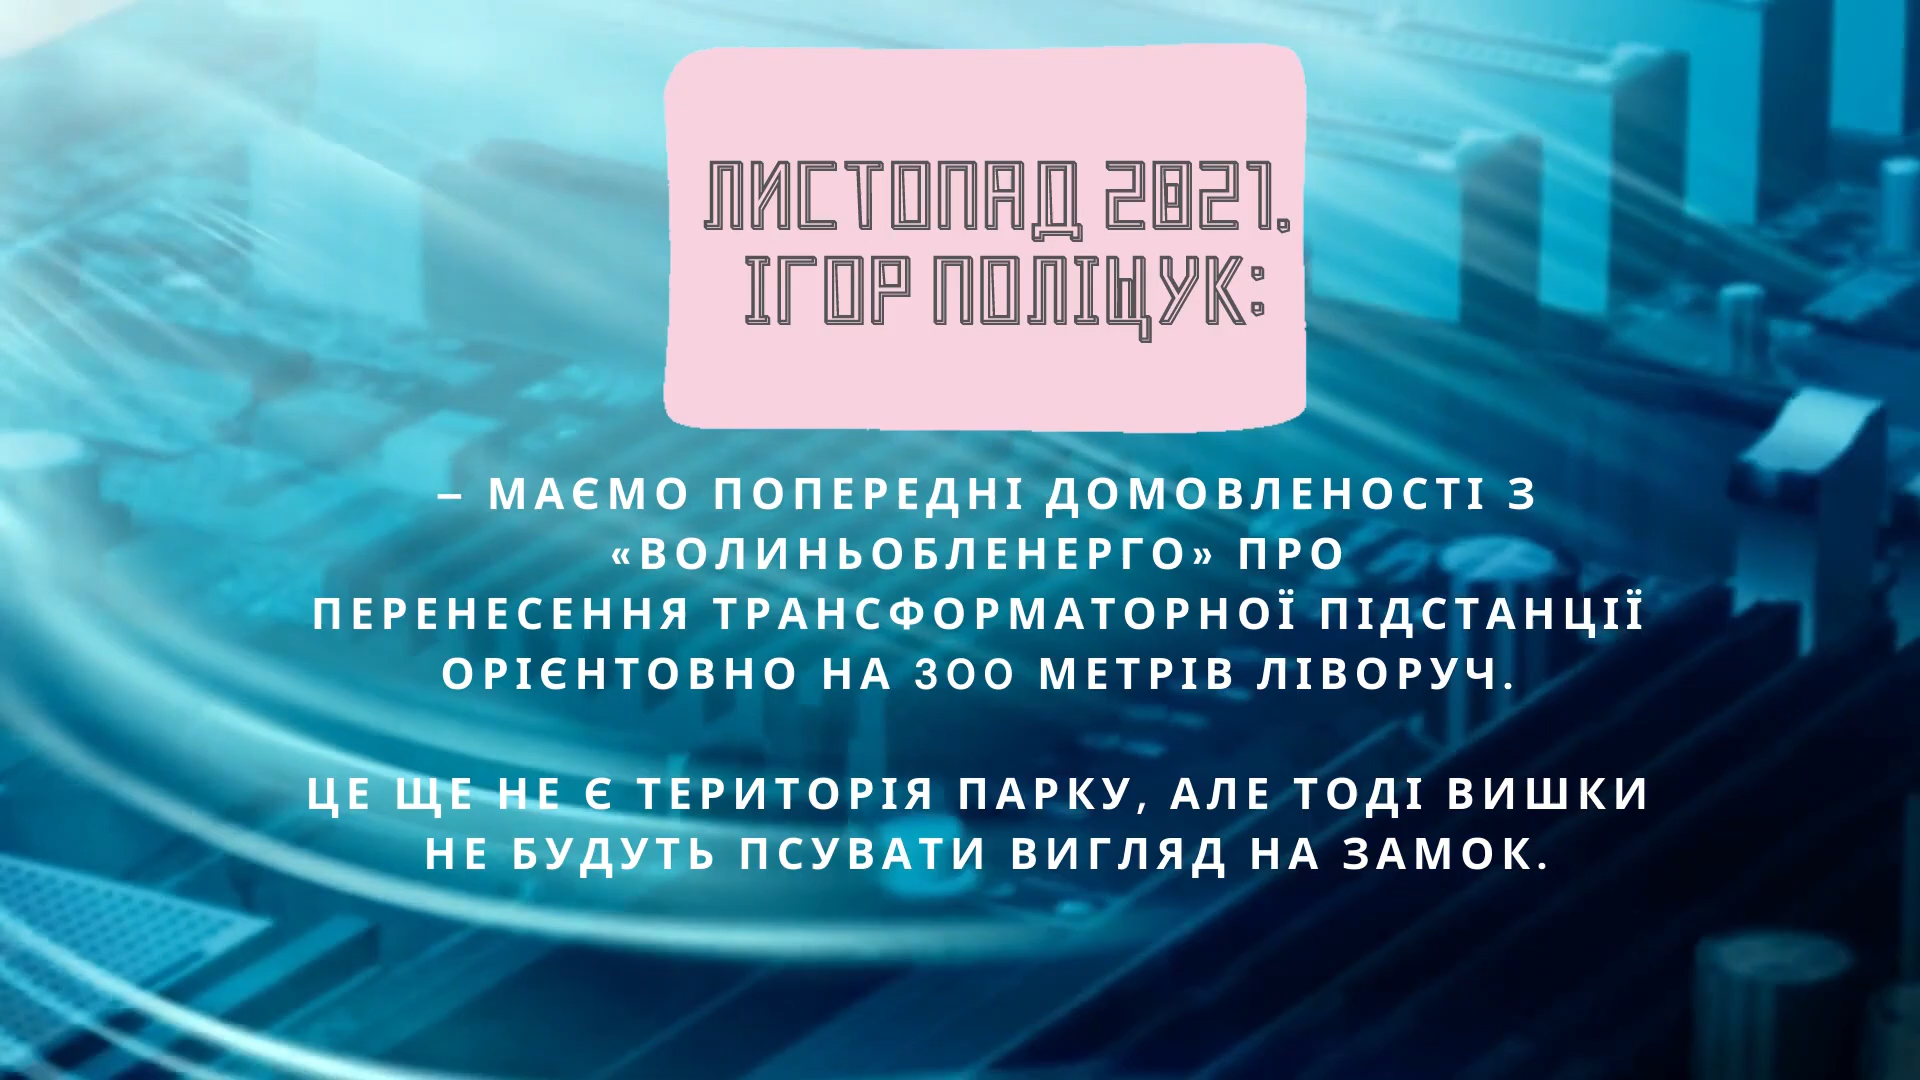 ЛИСТОПАД 2021.
ІГОР ПОЛІЩУК:
– МАЄМО ПОПЕРЕДНІ ДОМОВЛЕНОСТІ З
«ВОЛИНЬОБЛЕНЕРГО» ПРО
ПЕРЕНЕСЕННЯ ТРАНСФОРМАТОРНОЇ ПІДСТАНЦІЇ
ОРІЄНТОВНО НА 300 МЕТРІВ ЛІВОРУЧ.
ЦЕ ЩЕ НЕ Є ТЕРИТОРІЯ ПАРКУ, АЛЕ ТОДІ ВИШКИ
НЕ БУДУТЬ ПСУВАТИ ВИГЛЯД НА ЗАМОК.